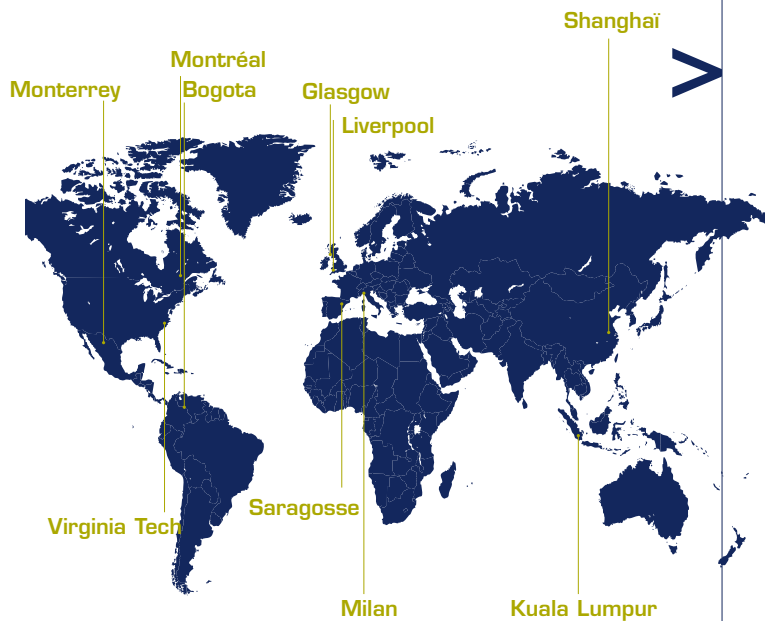 Shanghaï
>
Montréal
Monterrey
Bogota
Glasgow
Liverpool
Saragosse
Virginia Tech
Milan
Kuala Lumpur